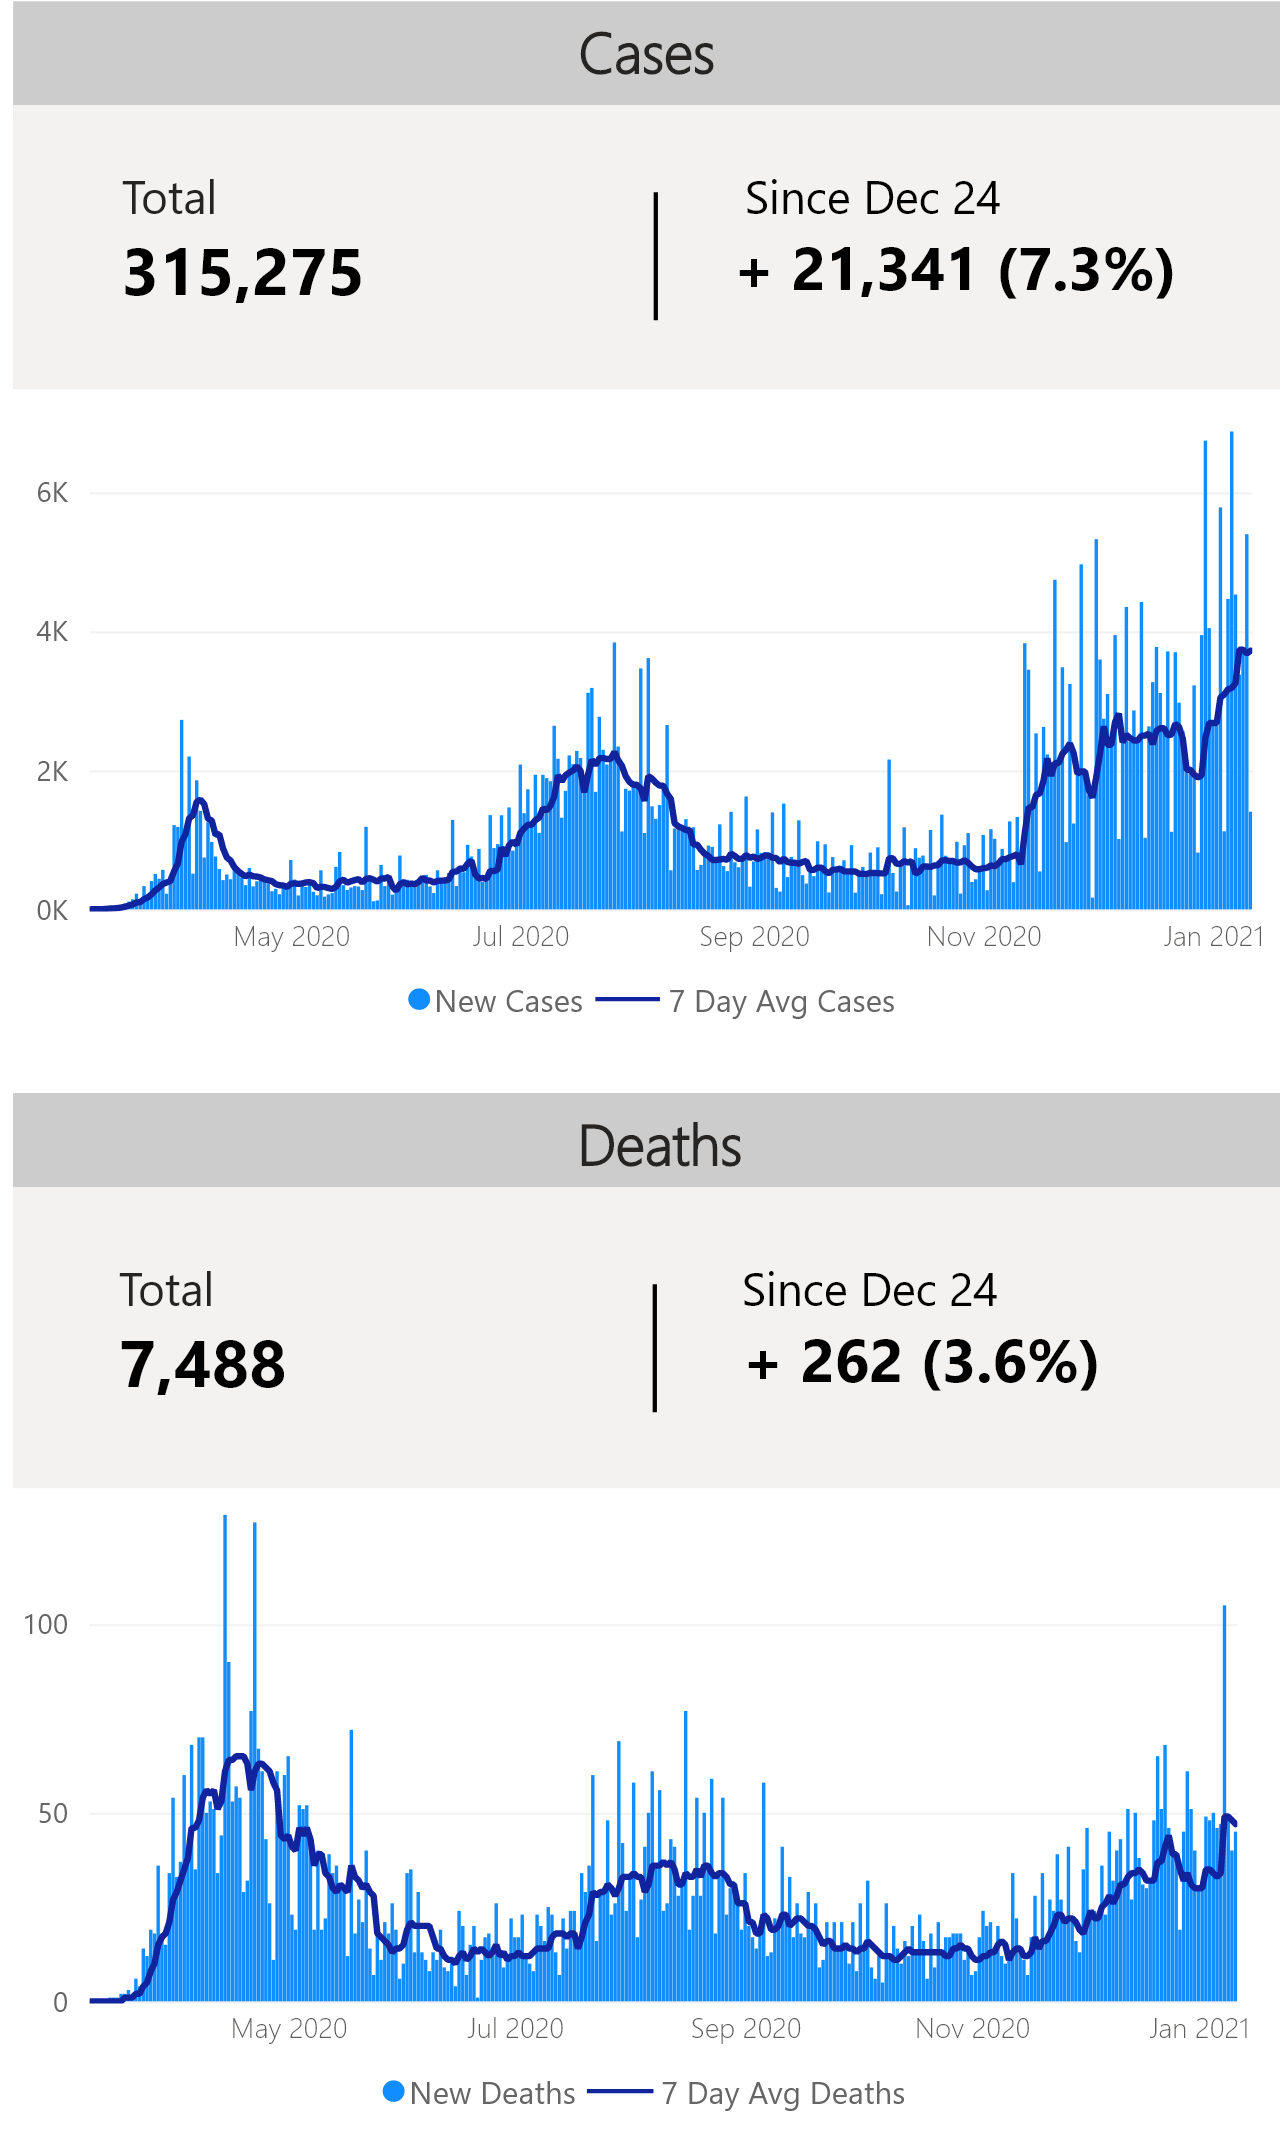 Cases
Total
Since Dec 24
315,275
+ 21,341 (7.3%)
6K
4K
2K
0K
May 2020
Jul 2020
Sep 2020
Nov 2020
Jan 2021
New Cases
7 Day Avg Cases
Deaths
Total
Since Dec 24
7,488
+ 262 (3.6%)
100
50
0
May 2020
Jul 2020
Sep 2020
Nov 2020
Jan 2021
New Deaths
7 Day Avg Deaths